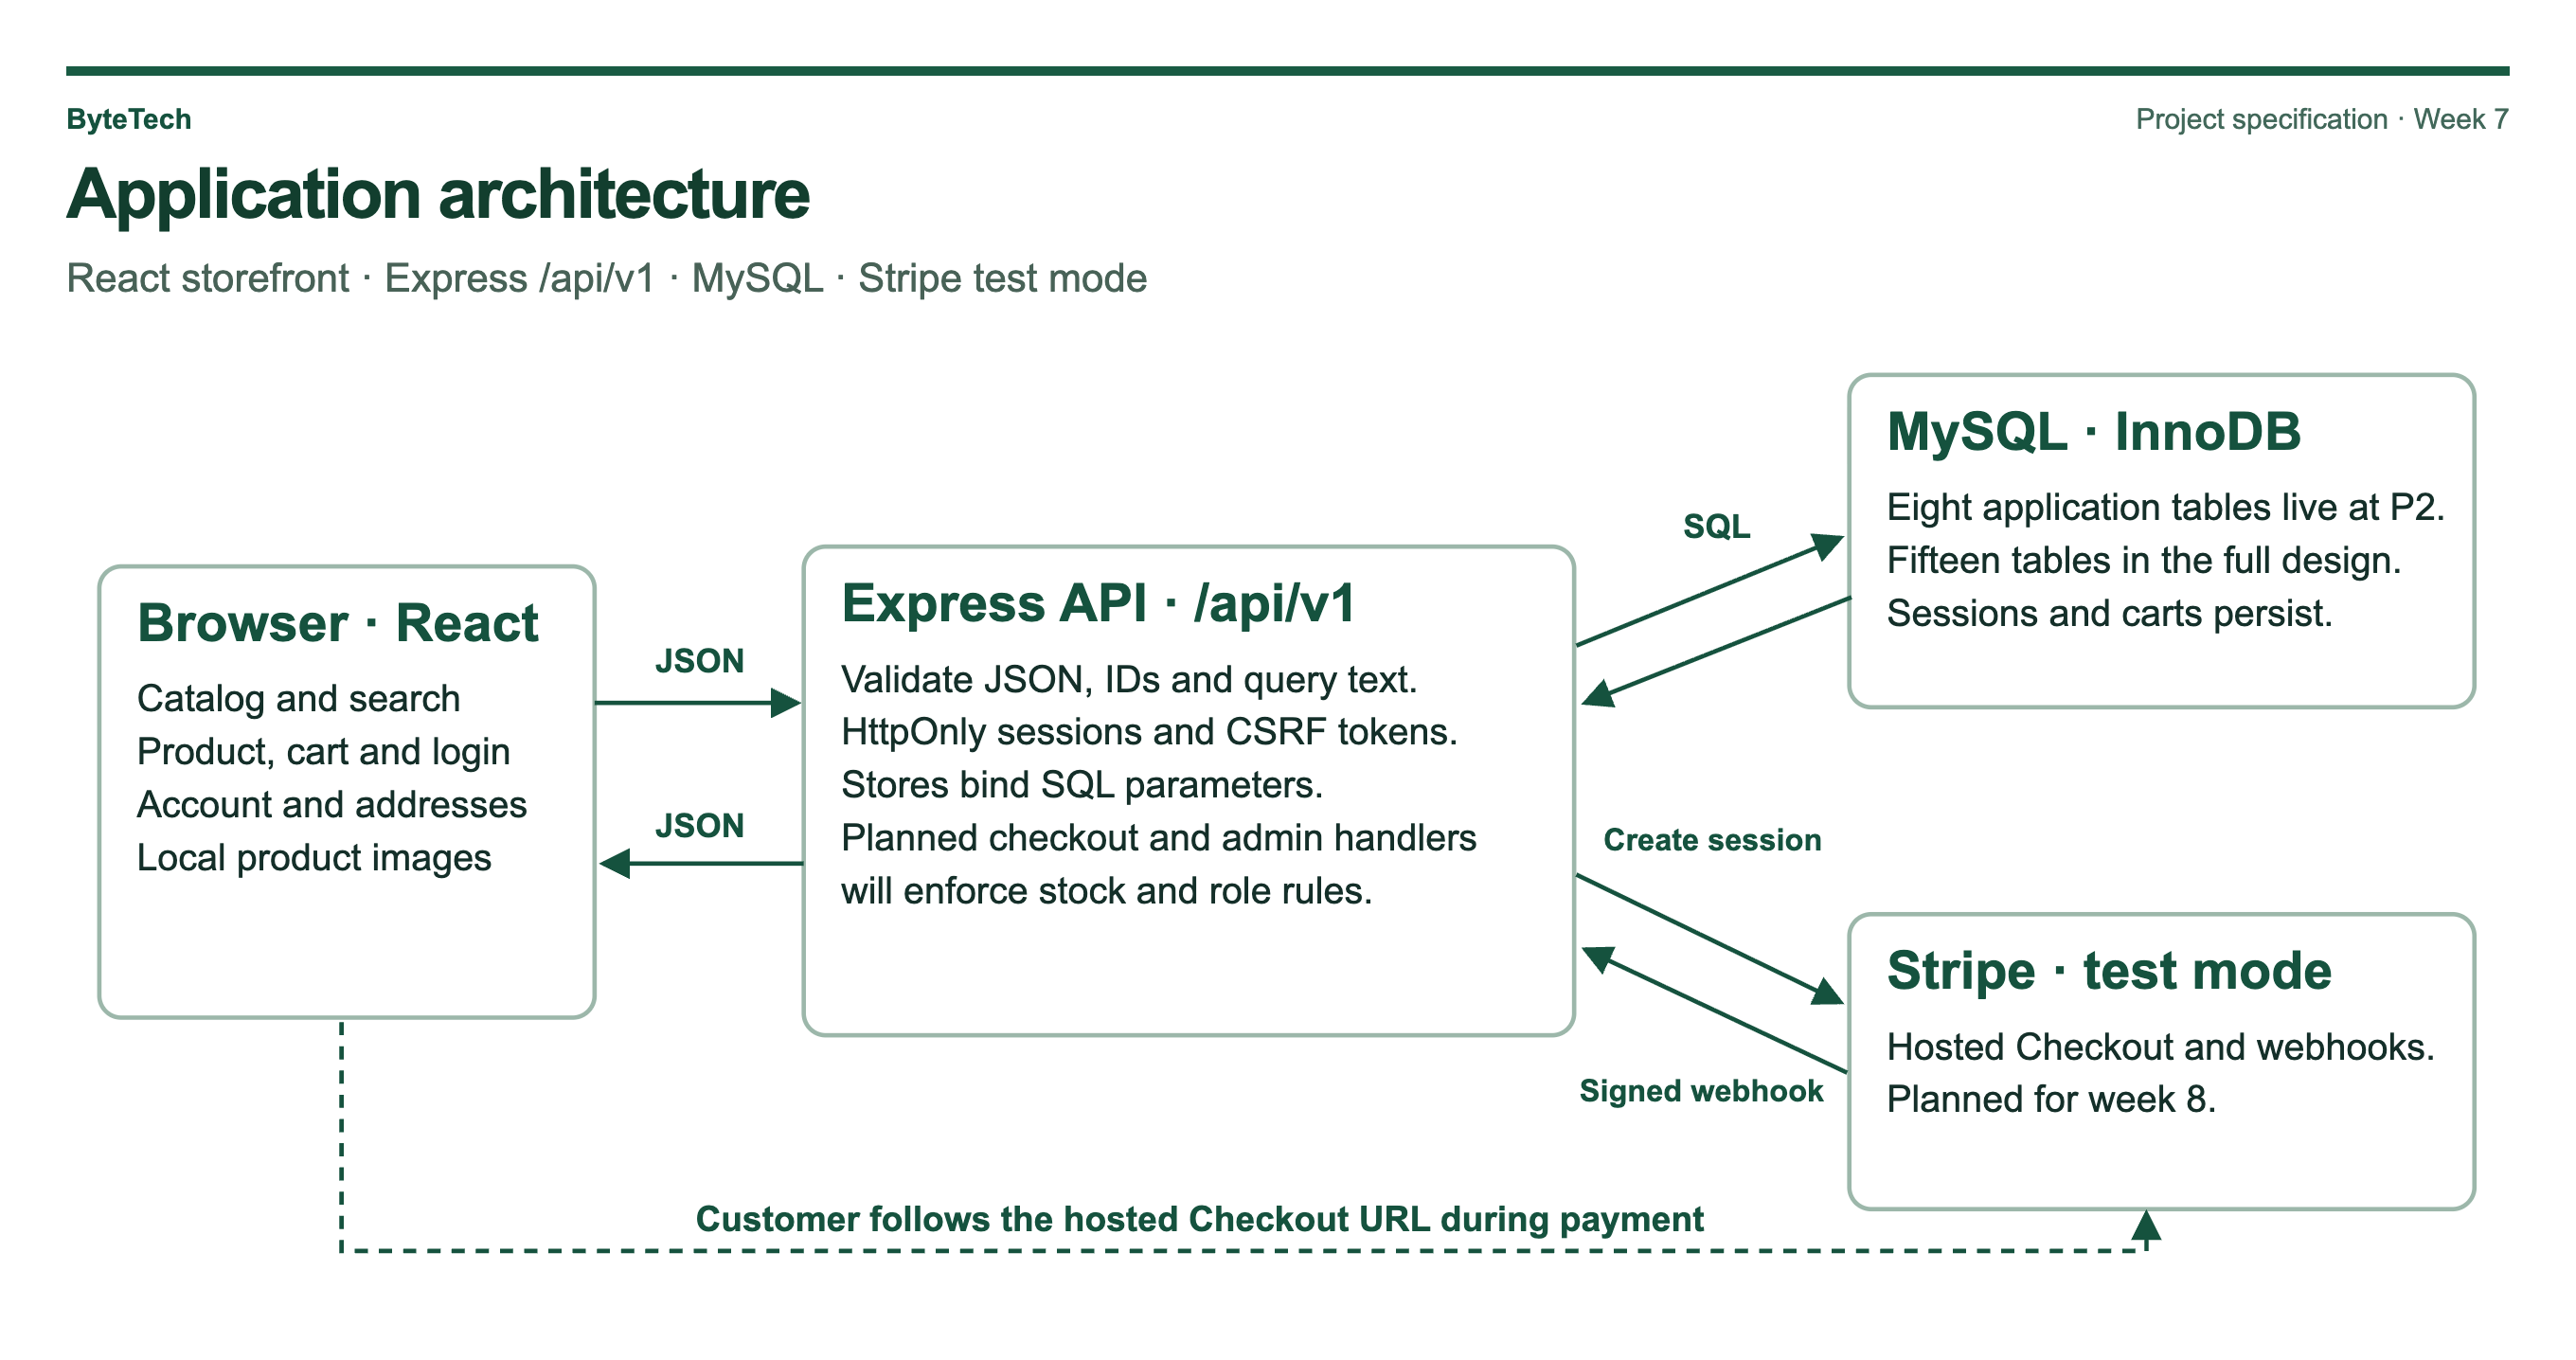 ByteTech
Project specification · Week 7
Application architecture
React storefront · Express /api/v1 · MySQL · Stripe test mode
Browser · React
Catalog and search
Product, cart and login
Account and addresses
Local product images
JSON
JSON
Express API · /api/v1
Validate JSON, IDs and query text.
HttpOnly sessions and CSRF tokens.
Stores bind SQL parameters.
Planned checkout and admin handlers
will enforce stock and role rules.
SQL
MySQL · InnoDB
Eight application tables live at P2.
Fifteen tables in the full design.
Sessions and carts persist.
Create session
Signed webhook
Stripe · test mode
Hosted Checkout and webhooks.
Planned for week 8.
Customer follows the hosted Checkout URL during payment